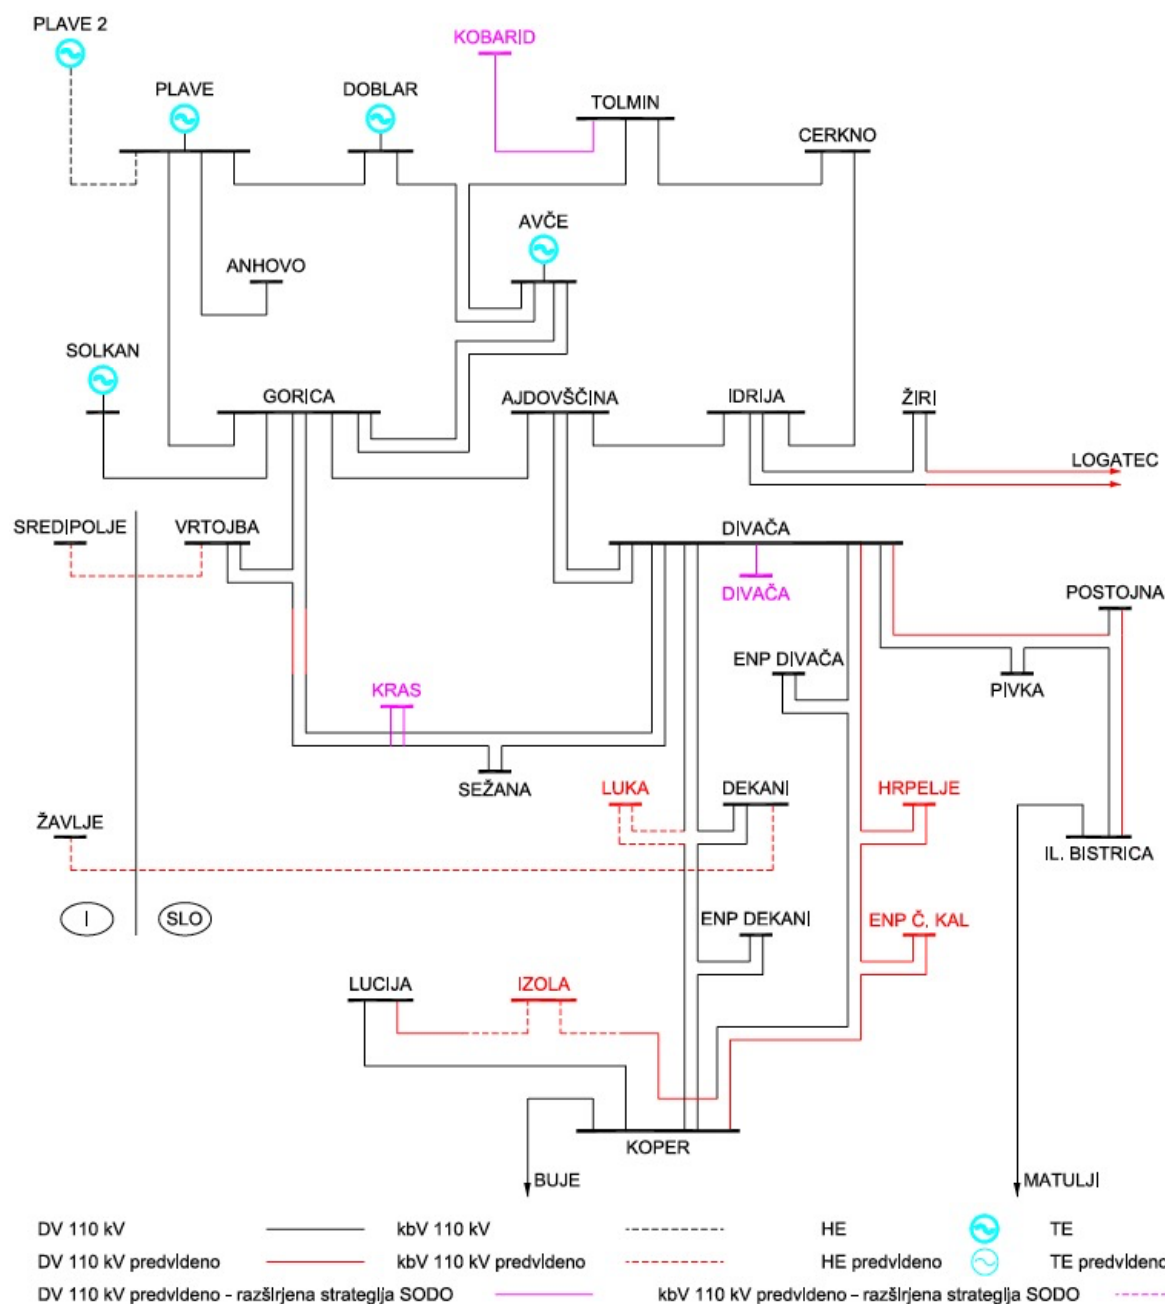 PLAVE 2
KOBARID
PLAVE
DOBLAR
TOLMIN
CERKNO
AVČE
ANHOVO
SOLKAN
GORICA
AJDOVŠČINA
IDRIJA
ŽIRI
LOGATEC
SREDIPOLJE
VRTOJBA
DIVAČA
DIVAČA
POSTOJNA
ENP DIVAČA
PIVKA
KRAS
SEŽANA
LUKA
DEKANI
HRPELJE
ŽAVLJE
IL. BISTRICA
I
SLO
ENP DEKANI
ENP Č. KAL
LUCIJA
IZOLA
KOPER
BUJE
MATULJI
DV 110 kV
kbV 110 kV
HE
TE
DV 110 kV predvideno
kbV 110 kV predvideno
HE predvideno
TE predvideno
DV 110 kV predvideno - razširjena strategija SODO
kbV 110 kV predvideno - razširjena strategija SODO